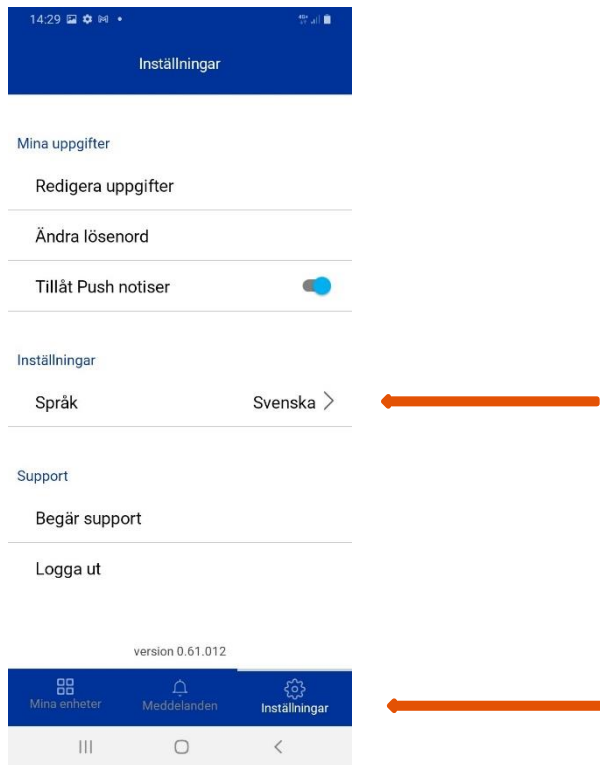 14:29
Inställningar
Mina uppgifter
Redigera uppgifter
Ändra lösenord
Tillåt Push notiser
Inställningar
Språk Svenska
Support
Begär support
Logga ut
version 0.61.012
Mina enheter Meddelanden Inställningar